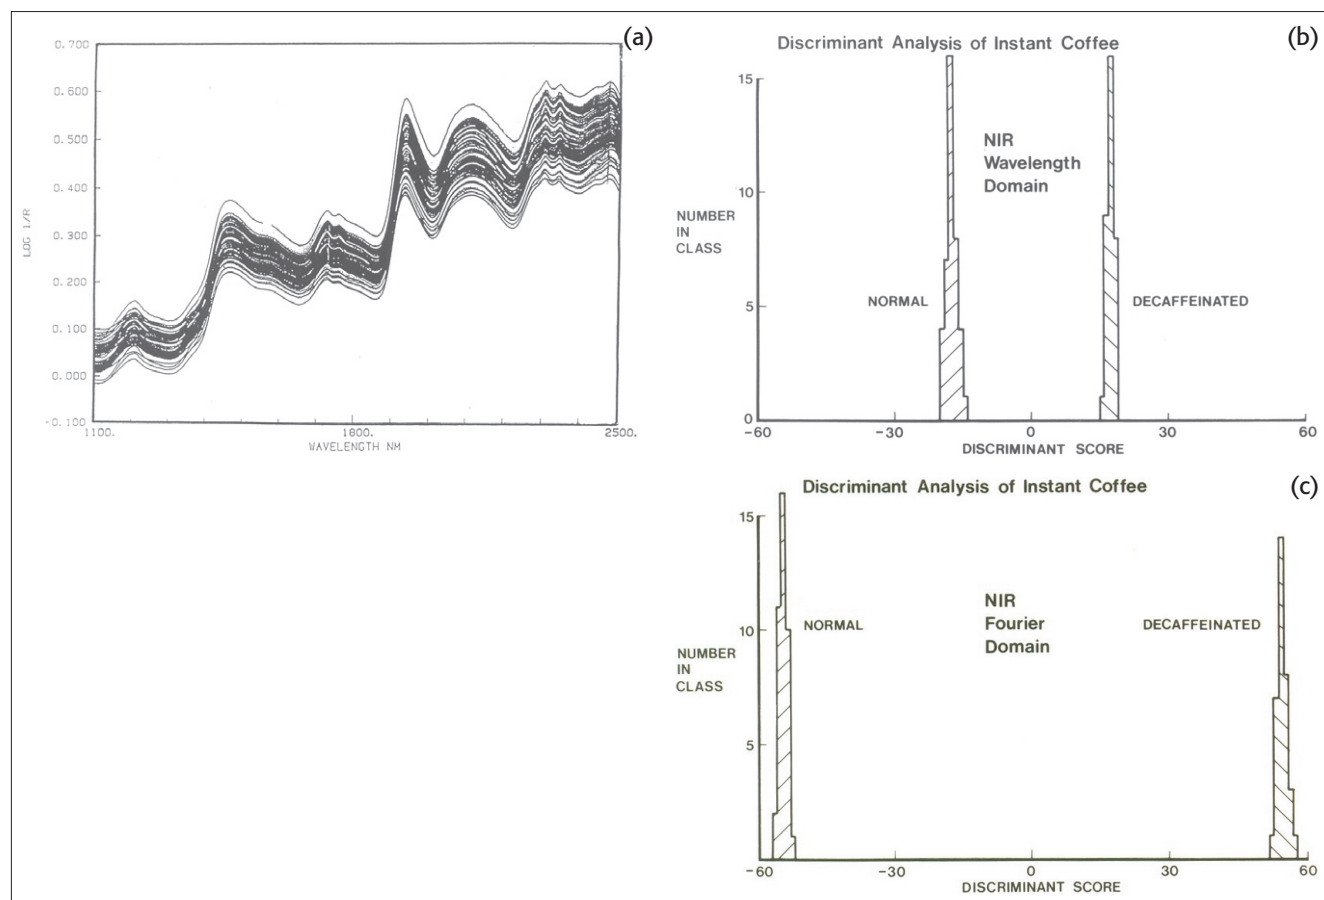 (a)
0.700
0.600
0.500
0.400
0.300
0.200
0.100
0.000
-0.100
LOG 1/R
1100.
1800.
2500.
WAVELENGTH NM
(b)
Discriminant Analysis of Instant Coffee
15
10
5
0
NUMBER
IN
CLASS
NIR
Wavelength
Domain
NORMAL
DECAFFEINATED
-60
-30
0
30
60
DISCRIMINANT SCORE
(c)
Discriminant Analysis of Instant Coffee
15
10
5
NUMBER
IN
CLASS
NIR
Fourier
Domain
NORMAL
DECAFFEINATED
-60
-30
0
30
60
DISCRIMINANT SCORE